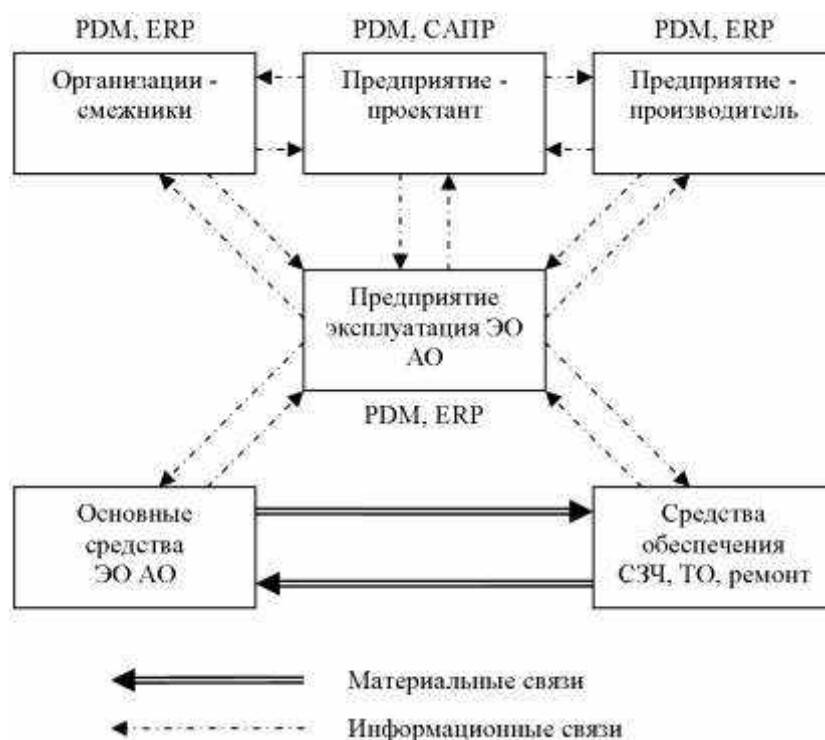 PDM, ERP
PDM, САПР
PDM, ERP
Организации -
смежники
Предприятие -
проектант
Предприятие -
производитель
Предприятие
эксплуатация ЭО
АО
PDM, ERP
Основные
средства
ЭО АО
Средства
обеспечения
СЗЧ, ТО, ремонт
Материальные связи
Информационные связи